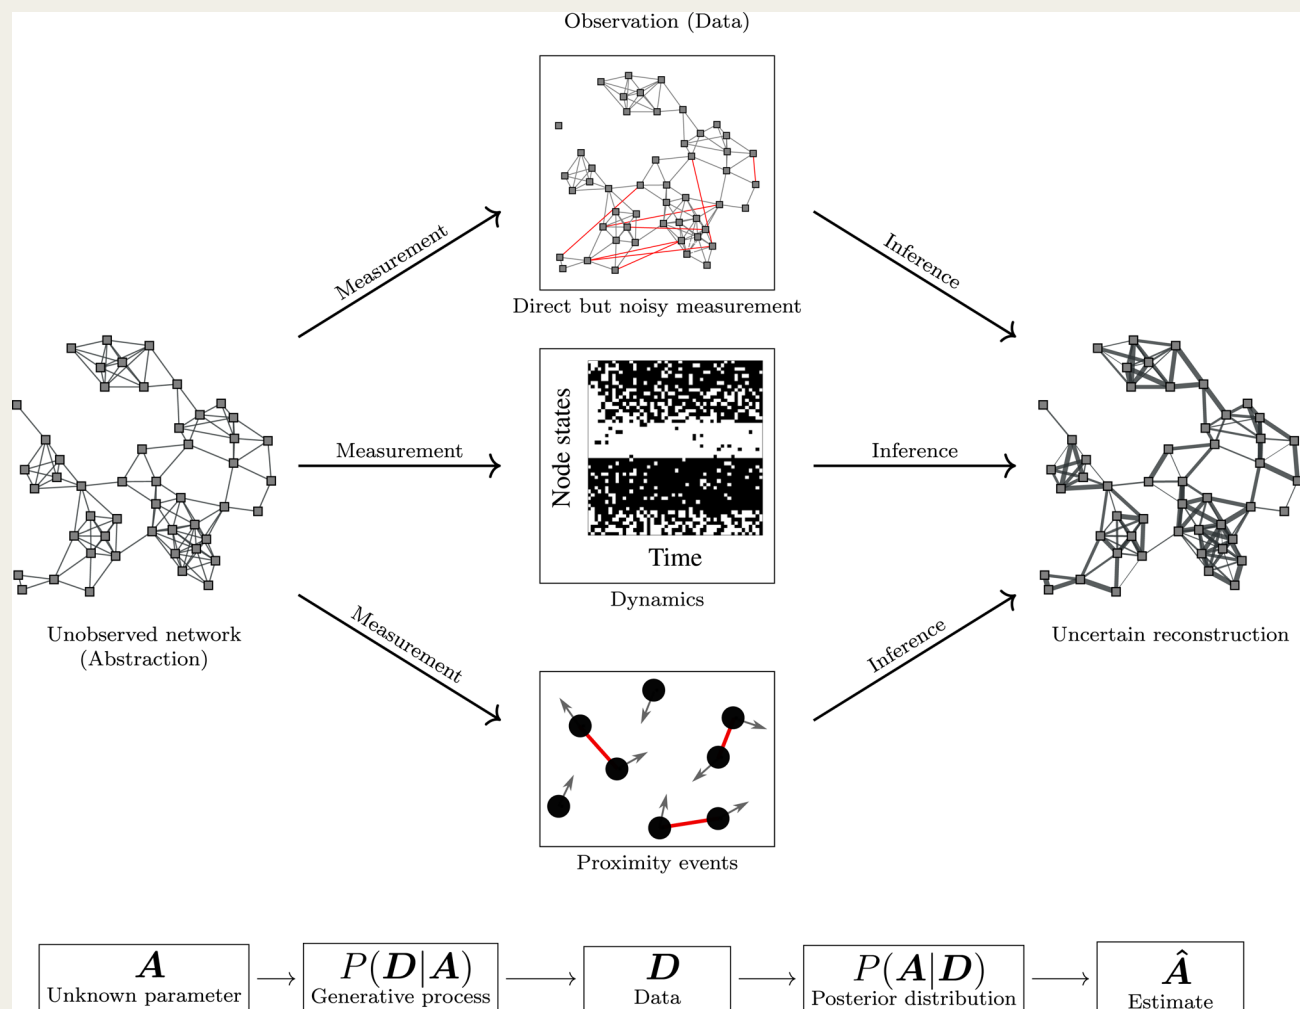 Observation (Data)
Measurement
Inference
Direct but noisy measurement
Node states
Measurement
Inference
Time
Dynamics
Unobserved network
(Abstraction)
Uncertain reconstruction
Measurement
Inference
Proximity events
A
Unknown parameter
P(D|A)
Generative process
D
Data
P(A|D)
Posterior distribution
Â
Estimate